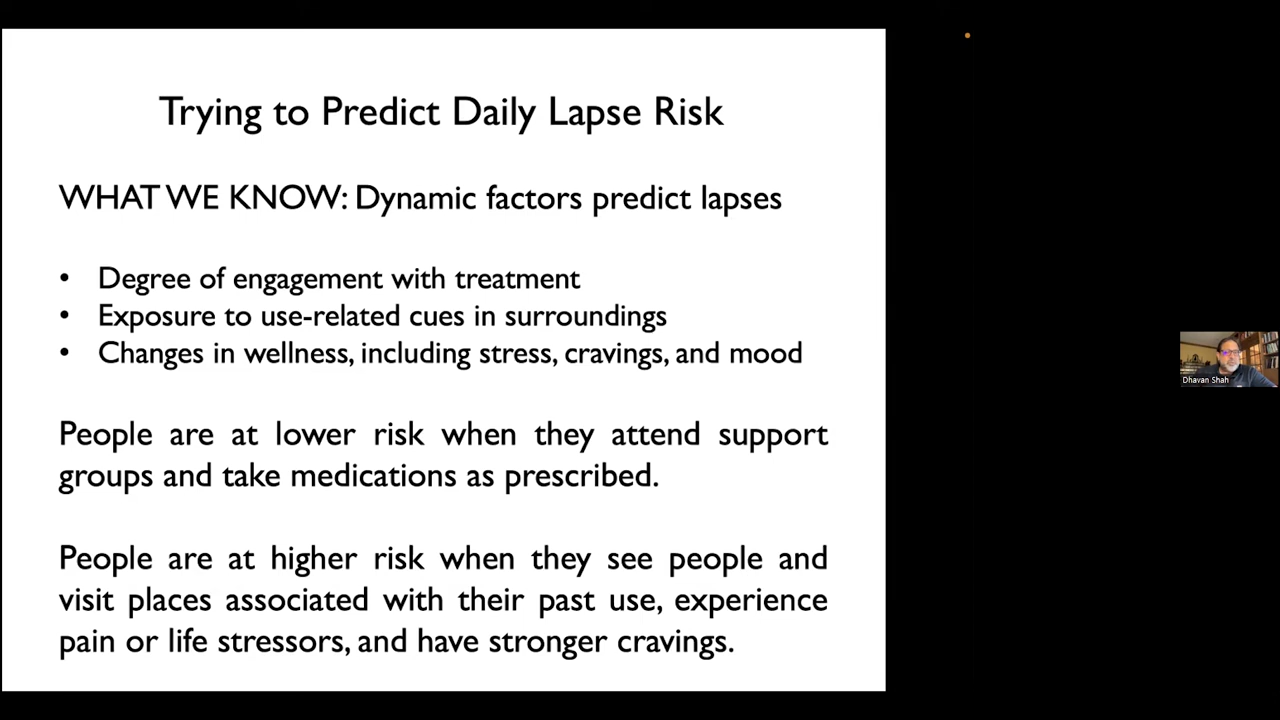 Trying to Predict Daily Lapse Risk
WHAT WE KNOW: Dynamic factors predict lapses
• Degree of engagement with treatment
• Exposure to use-related cues in surroundings
• Changes in wellness, including stress, cravings, and mood
People are at lower risk when they attend support
groups and take medications as prescribed.
People are at higher risk when they see people and
visit places associated with their past use, experience
pain or life stressors, and have stronger cravings.
Dhavan Shah